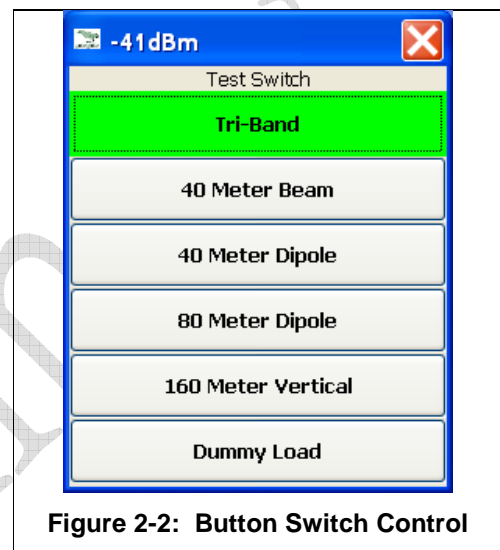 -41dBm
Test Switch
Tri-Band
40 Meter Beam
40 Meter Dipole
80 Meter Dipole
160 Meter Vertical
Dummy Load
Figure 2-2: Button Switch Control